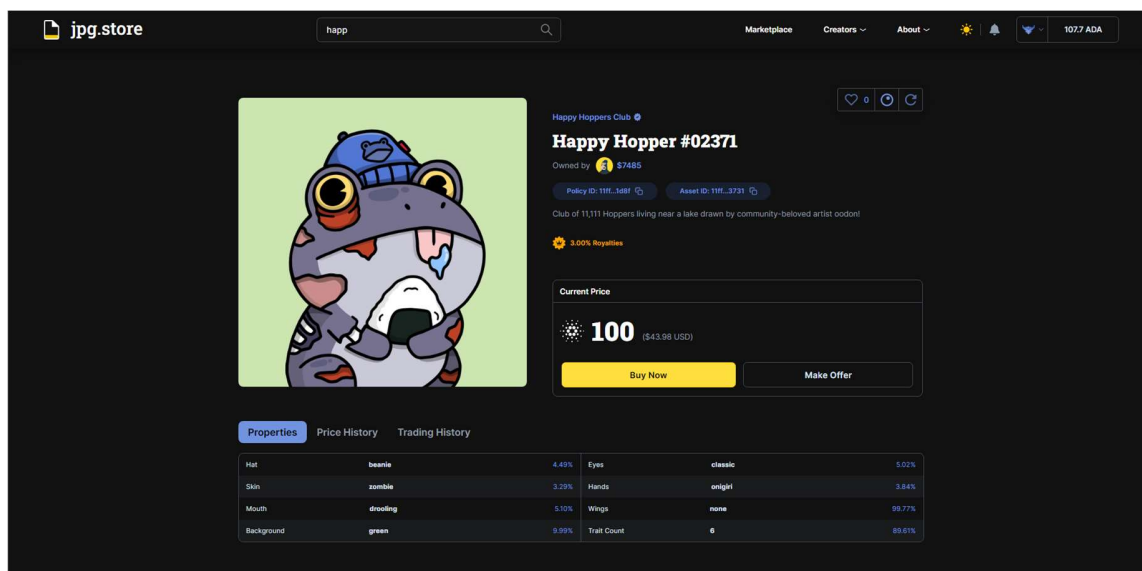 jpg.store
happ
Marketplace Creators About 107.7 ADA
0
Happy Hoppers Club
Happy Hopper #02371
Owned by $7485
Policy ID: 11ff...1d8f Asset ID: 11ff...3731
Club of 11,111 Hoppers living near a lake drawn by community-beloved artist oodon!
3.00% Royalties
Current Price
100 ($43.98 USD)
Buy Now Make Offer
Properties Price History Trading History
Hat beanie 4.49% Eyes classic 5.02%
Skin zombie 3.29% Hands onigiri 3.84%
Mouth drooling 5.10% Wings none 99.77%
Background green 9.99% Trait Count 6 89.61%